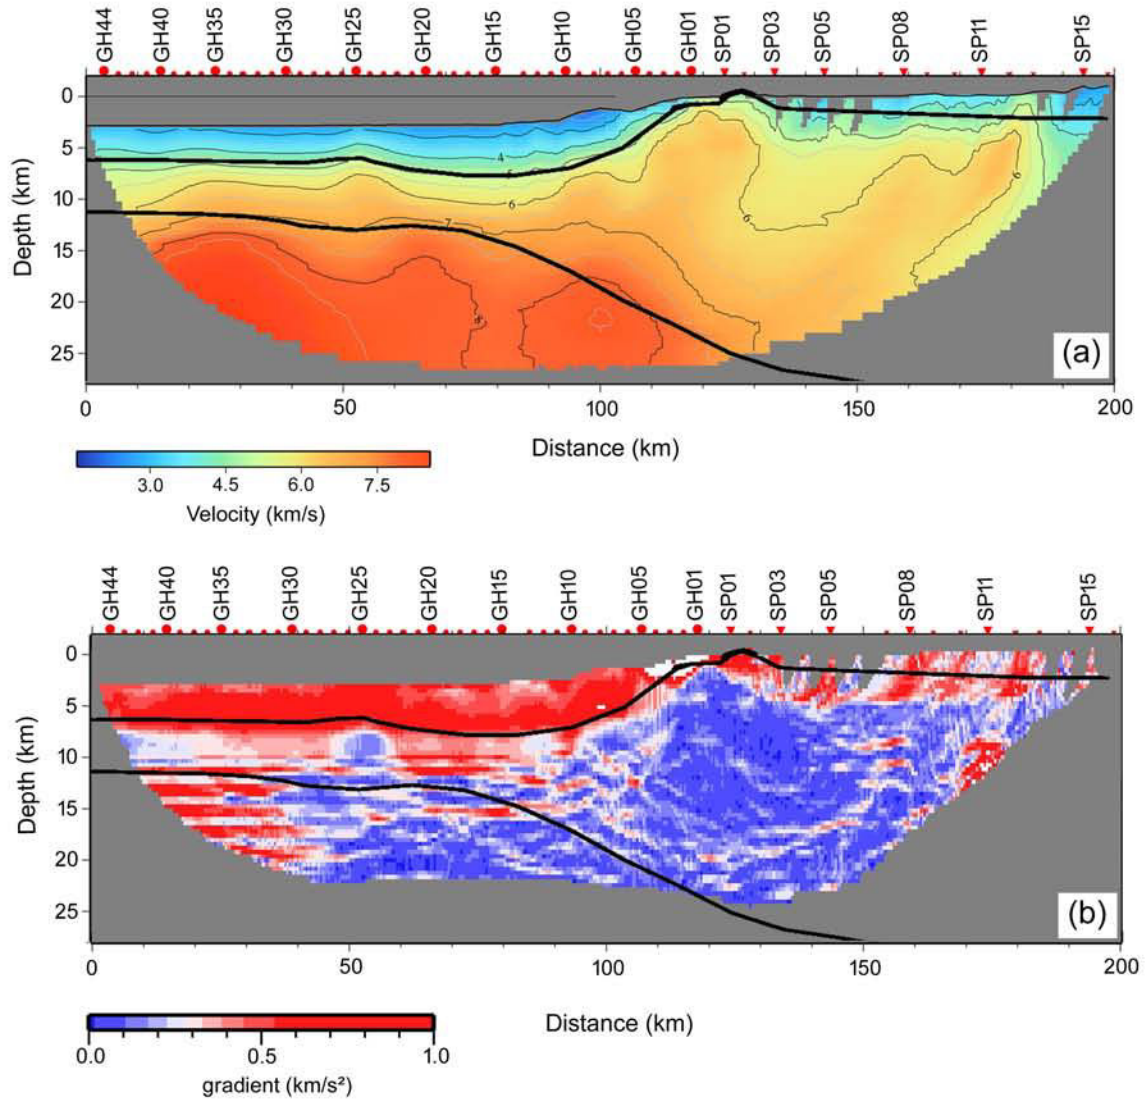 GH44 GH40 GH35 GH30 GH25 GH20 GH15 GH10 GH05 GH01 SP01 SP03 SP05 SP08 SP11 SP15
0
5
10
15
20
25
Depth (km)
4
5
6
7
8
6
6
(a)
0 50 100 150 200
Distance (km)
3.0 4.5 6.0 7.5
Velocity (km/s)
GH44 GH40 GH35 GH30 GH25 GH20 GH15 GH10 GH05 GH01 SP01 SP03 SP05 SP08 SP11 SP15
0
5
10
15
20
25
Depth (km)
(b)
0 50 100 150 200
Distance (km)
0.0 0.5 1.0
gradient (km/s²)